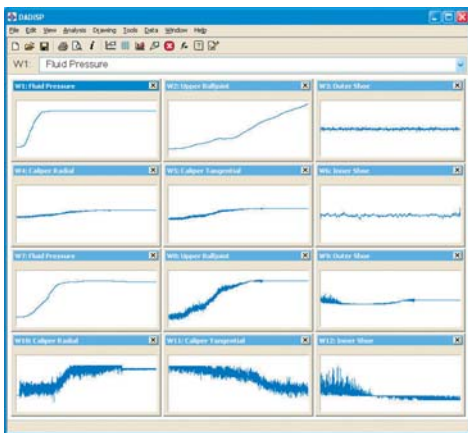 DADiSP
File Edit View Analysis Drawing Tools Data Window Help
W1: Fluid Pressure
W1: Fluid Pressure
W2: Upper Ballpoint
W3: Outer Shoe
W4: Caliper Radial
W5: Caliper Tangential
W6: Inner Shoe
W7: Fluid Pressure
W8: Upper Ballpoint
W9: Outer Shoe
W10: Caliper Radial
W11: Caliper Tangential
W12: Inner Shoe